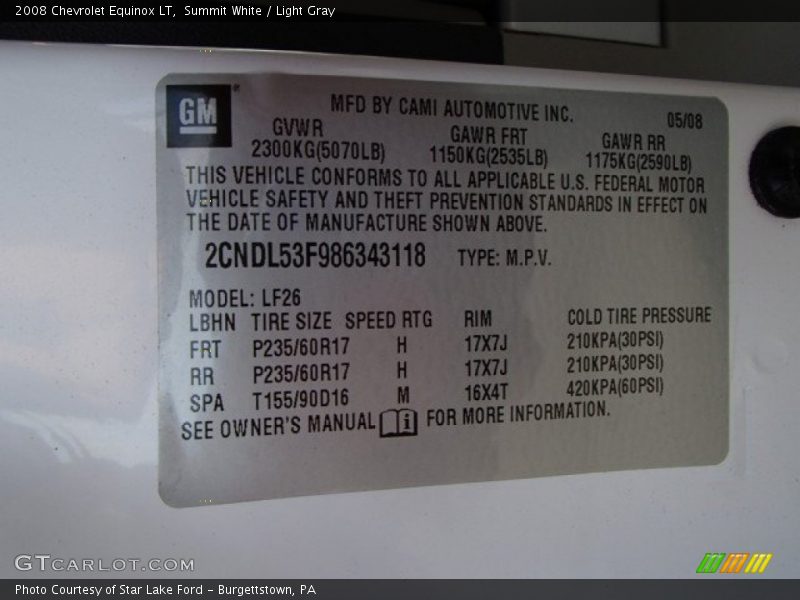 2008 Chevrolet Equinox LT, Summit White / Light Gray
GM
MFD BY CAMI AUTOMOTIVE INC.
05/08
GVWR GAWR FRT GAWR RR
2300KG(5070LB) 1150KG(2535LB) 1175KG(2590LB)
THIS VEHICLE CONFORMS TO ALL APPLICABLE U.S. FEDERAL MOTOR
VEHICLE SAFETY AND THEFT PREVENTION STANDARDS IN EFFECT ON
THE DATE OF MANUFACTURE SHOWN ABOVE.
2CNDL53F986343118 TYPE: M.P.V.
MODEL: LF26
LBHN TIRE SIZE SPEED RTG RIM COLD TIRE PRESSURE
FRT P235/60R17 H 17X7J 210KPA(30PSI)
RR P235/60R17 H 17X7J 210KPA(30PSI)
SPA T155/90D16 M 16X4T 420KPA(60PSI)
SEE OWNER'S MANUAL i FOR MORE INFORMATION.
GTCARLOT.COM
Photo Courtesy of Star Lake Ford – Burgettstown, PA